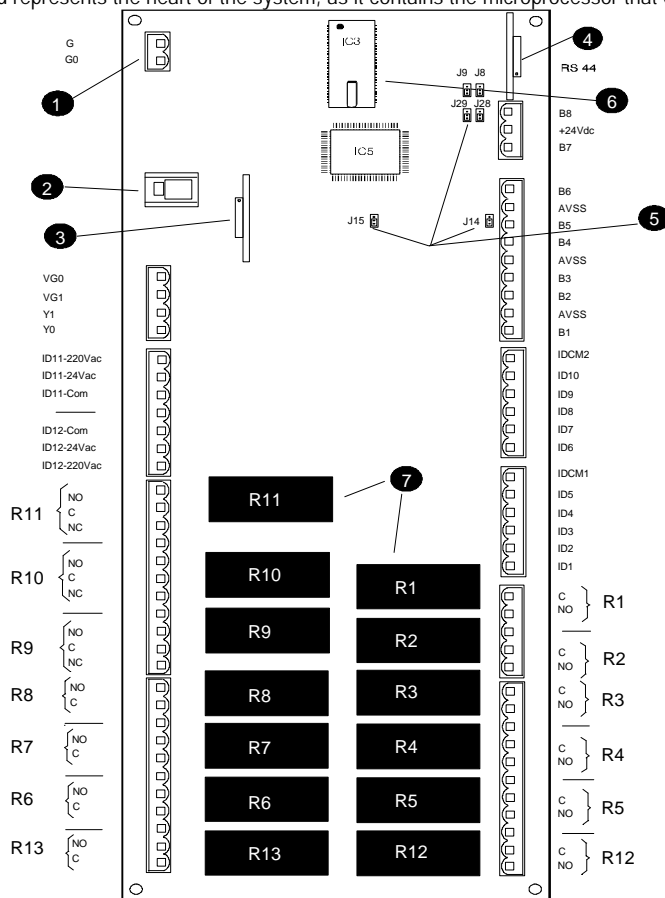 d represents the heart of the system, as it contains the microprocessor that
G
G0
1
IC3
4
RS 44
J9 J8
6
J29 J28
B8
+24Vdc
B7
IC5
2
3
J15
J14
5
B6
AVSS
B5
B4
AVSS
B3
B2
AVSS
B1
VG0
VG1
Y1
Y0
ID11-220Vac
ID11-24Vac
ID11-Com
ID12-Com
ID12-24Vac
ID12-220Vac
IDCM2
ID10
ID9
ID8
ID7
ID6
IDCM1
ID5
ID4
ID3
ID2
ID1
7
R11
NO
C
NC
R10
NO
C
NC
R9
NO
C
NC
R8
NO
C
R7
NO
C
R6
NO
C
R13
NO
C
R11
R10
R9
R8
R7
R6
R13
R1
R2
R3
R4
R5
R12
C
NO
R1
C
NO
R2
C
NO
R3
C
NO
R4
C
NO
R5
C
NO
R12